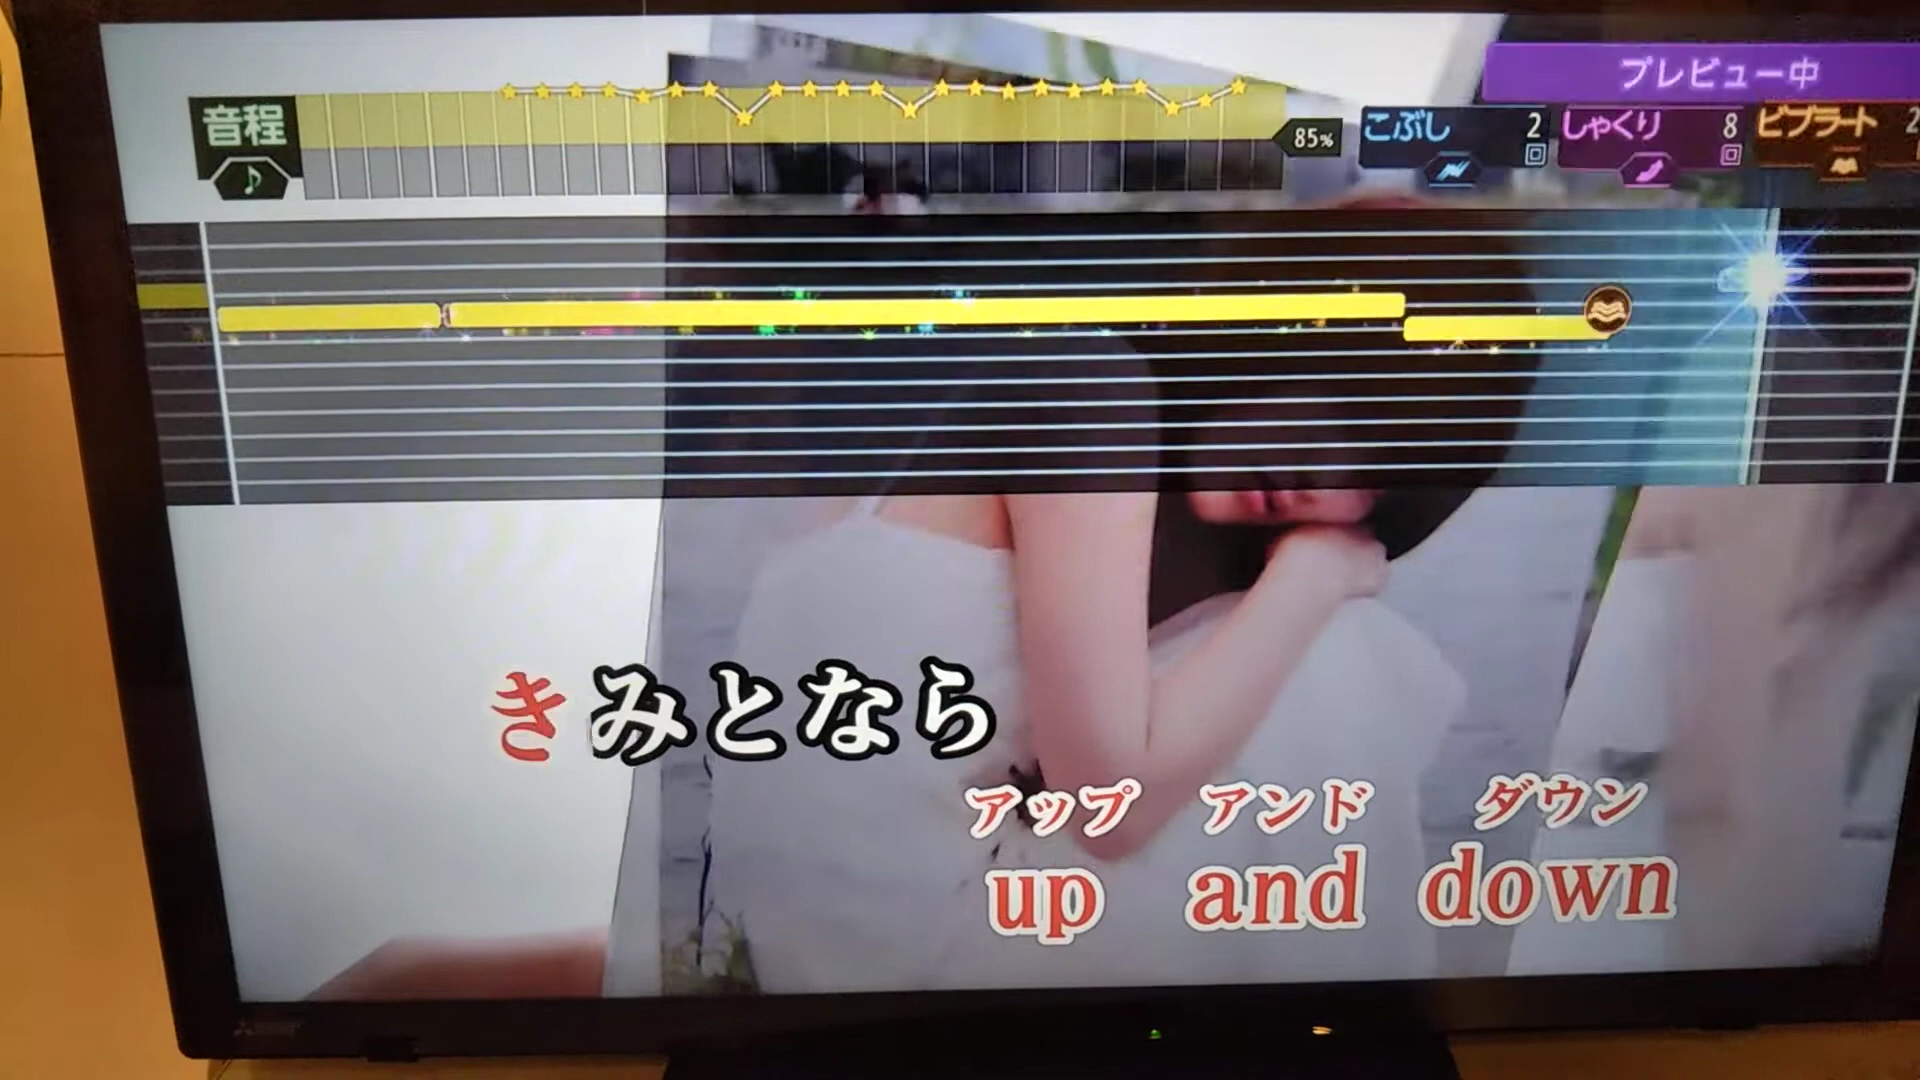 プレビュー中
音程
85%
こぶし 2
しゃくり 8
ビブラート 2
きみとなら
アップ アンド ダウン
up and down